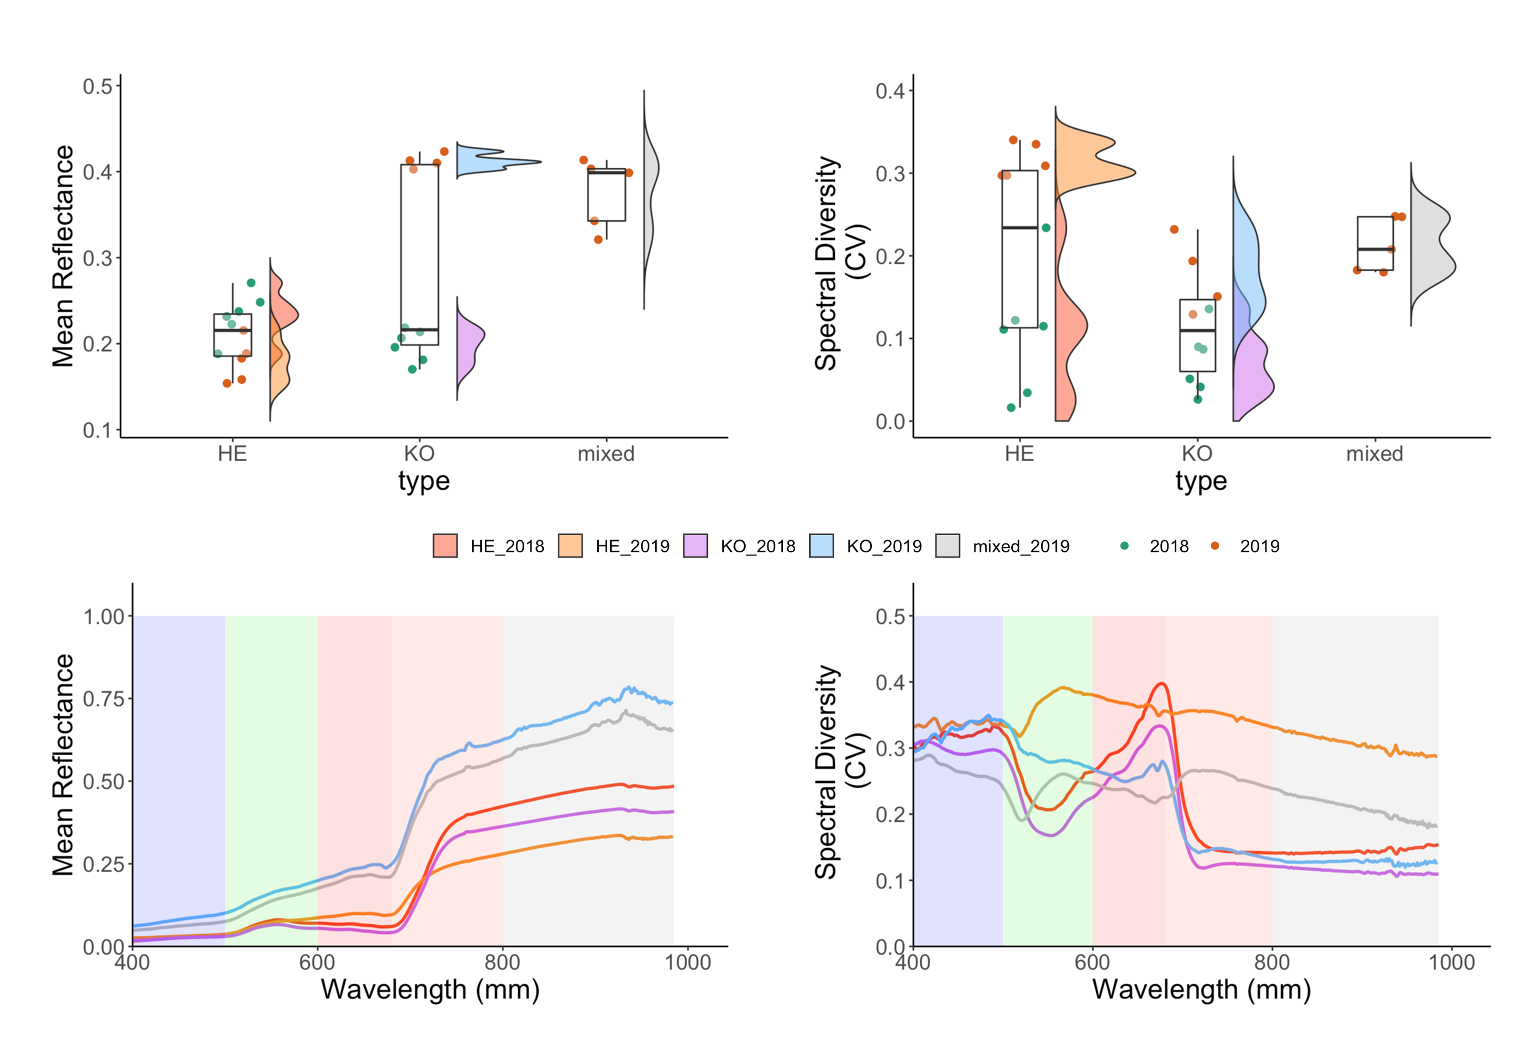 Mean Reflectance
0.5
0.4
0.3
0.2
0.1
HE KO mixed
type
Spectral Diversity
(CV)
0.4
0.3
0.2
0.1
0.0
HE KO mixed
type
HE_2018 HE_2019 KO_2018 KO_2019 mixed_2019 2018 2019
Mean Reflectance
1.00
0.75
0.50
0.25
0.00
400 600 800 1000
Wavelength (mm)
Spectral Diversity
(CV)
0.5
0.4
0.3
0.2
0.1
0.0
400 600 800 1000
Wavelength (mm)